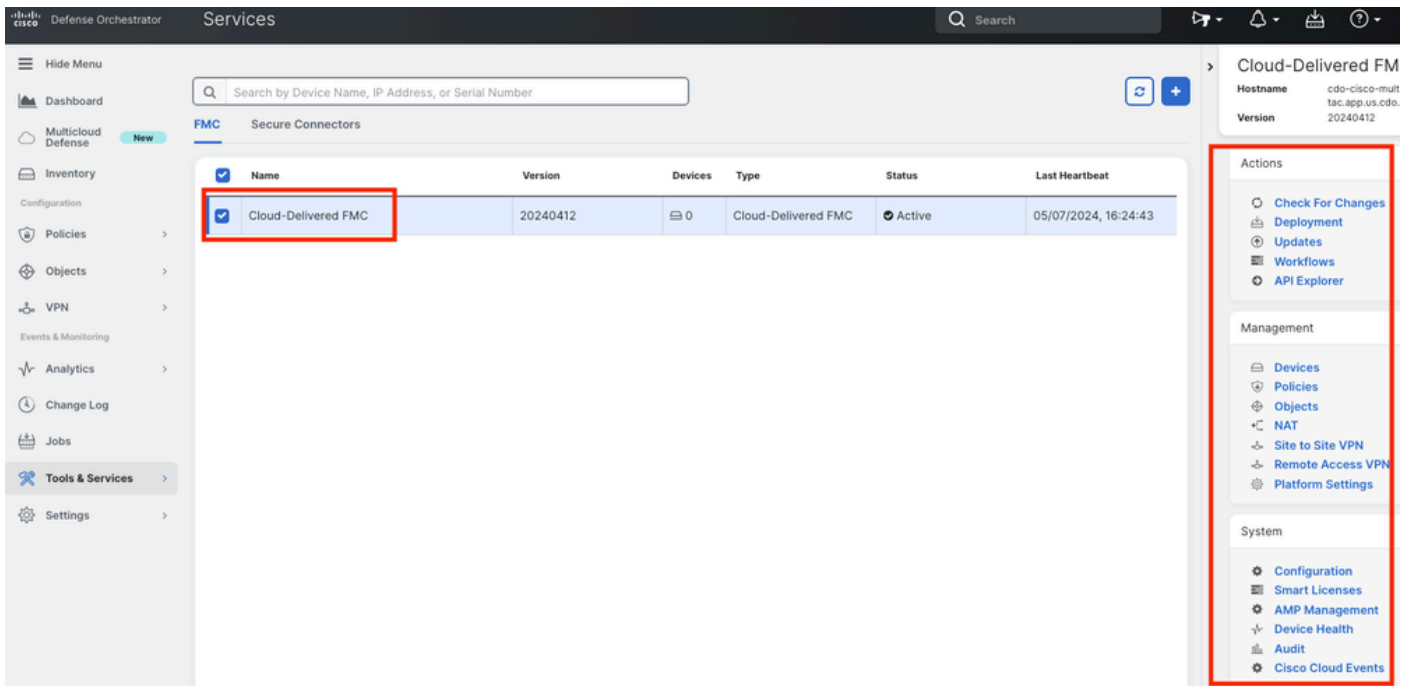 cisco Defense Orchestrator
Services
Search
Hide Menu
Dashboard
Multicloud
Defense
New
Inventory
Configuration
Policies
Objects
VPN
Events & Monitoring
Analytics
Change Log
Jobs
Tools & Services
Settings
Search by Device Name, IP Address, or Serial Number
FMC Secure Connectors
Name Version Devices Type Status Last Heartbeat
Cloud-Delivered FMC 20240412 0 Cloud-Delivered FMC Active 05/07/2024, 16:24:43
Cloud-Delivered FM
Hostname cdo-cisco-mult
tac.app.us.cdo.
Version 20240412
Actions
Check For Changes
Deployment
Updates
Workflows
API Explorer
Management
Devices
Policies
Objects
NAT
Site to Site VPN
Remote Access VPN
Platform Settings
System
Configuration
Smart Licenses
AMP Management
Device Health
Audit
Cisco Cloud Events